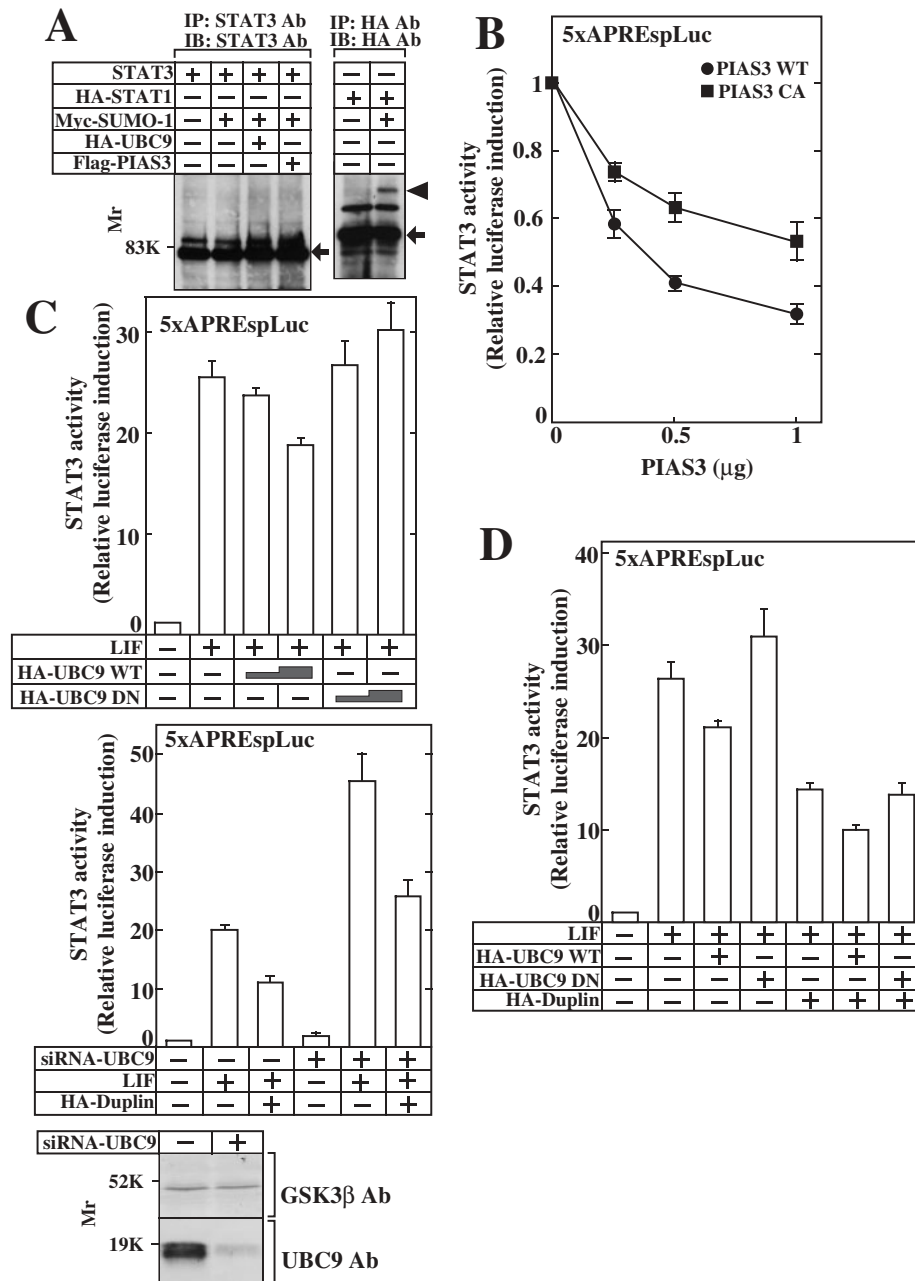 A
IP: STAT3 Ab
IB: STAT3 Ab
IP: HA Ab
IB: HA Ab
STAT3 + + + + − −
HA-STAT1 − − − − + +
Myc-SUMO-1 − + + + − +
HA-UBC9 − − + − − −
Flag-PIAS3 − − − + − −
Mr
83K
B
5xAPREspLuc
PIAS3 WT
PIAS3 CA
STAT3 activity
(Relative luciferase induction)
1
0.8
0.6
0.4
0.2
0
0 0.5 1
PIAS3 (µg)
C
5xAPREspLuc
STAT3 activity
(Relative luciferase induction)
30
20
10
0
LIF − + + + + +
HA-UBC9 WT − − − −
HA-UBC9 DN − − − −
5xAPREspLuc
STAT3 activity
(Relative luciferase induction)
50
40
30
20
10
0
siRNA-UBC9 − − − + + +
LIF − + + − + +
HA-Duplin − − + − − +
siRNA-UBC9 − +
Mr
52K
GSK3β Ab
19K
UBC9 Ab
D
5xAPREspLuc
STAT3 activity
(Relative luciferase induction)
40
30
20
10
0
LIF − + + + + + +
HA-UBC9 WT − − + − − + −
HA-UBC9 DN − − − + − − +
HA-Duplin − − − − + + +